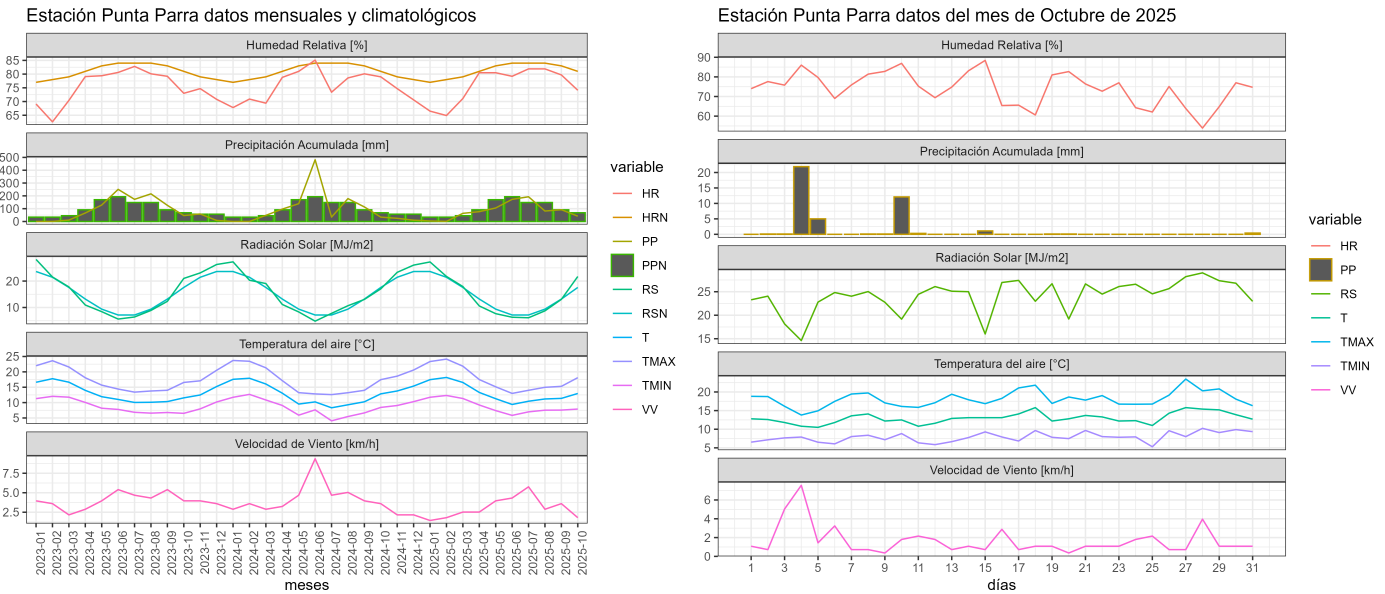 Estación Punta Parra datos mensuales y climatológicos
Humedad Relativa [%]
85
80
75
70
65
Precipitación Acumulada [mm]
500
400
300
200
100
0
Radiación Solar [MJ/m2]
20
10
Temperatura del aire [°C]
25
20
15
10
5
Velocidad de Viento [km/h]
7.5
5.0
2.5
2023-01
2023-02
2023-03
2023-04
2023-05
2023-06
2023-07
2023-08
2023-09
2023-10
2023-11
2023-12
2024-01
2024-02
2024-03
2024-04
2024-05
2024-06
2024-07
2024-08
2024-09
2024-10
2024-11
2024-12
2025-01
2025-02
2025-03
2025-04
2025-05
2025-06
2025-07
2025-08
2025-09
2025-10
meses
variable
HR
HRN
PP
PPN
RS
RSN
T
TMAX
TMIN
VV
Estación Punta Parra datos del mes de Octubre de 2025
Humedad Relativa [%]
90
80
70
60
Precipitación Acumulada [mm]
20
15
10
5
0
Radiación Solar [MJ/m2]
25
20
15
Temperatura del aire [°C]
20
15
10
5
Velocidad de Viento [km/h]
6
4
2
0
1 3 5 7 9 11 13 15 17 19 21 23 25 27 29 31
días
variable
HR
PP
RS
T
TMAX
TMIN
VV